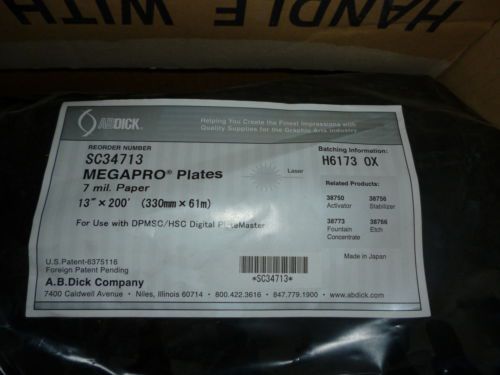 HANDLE WITH
ABDICK
Helping You Create the Finest Impressions with
Quality Supplies for the Graphic Arts Industry
REORDER NUMBER
SC34713
MEGAPRO® Plates
7 mil. Paper
13" × 200' (330mm × 61m)
For Use with DPMSC/HSC Digital PlateMaster
Laser
Batching Information:
H6173 OX
Related Products:
38750 38756
Activator Stabilizer
38773 38766
Fountain Etch
Concentrate
Made in Japan
U.S.Patent-6375116
Foreign Patent Pending
*SC34713*
A.B.Dick Company
7400 Caldwell Avenue • Niles, Illinois 60714 • 800.422.3616 • 847.779.1900 • www.abdick.com